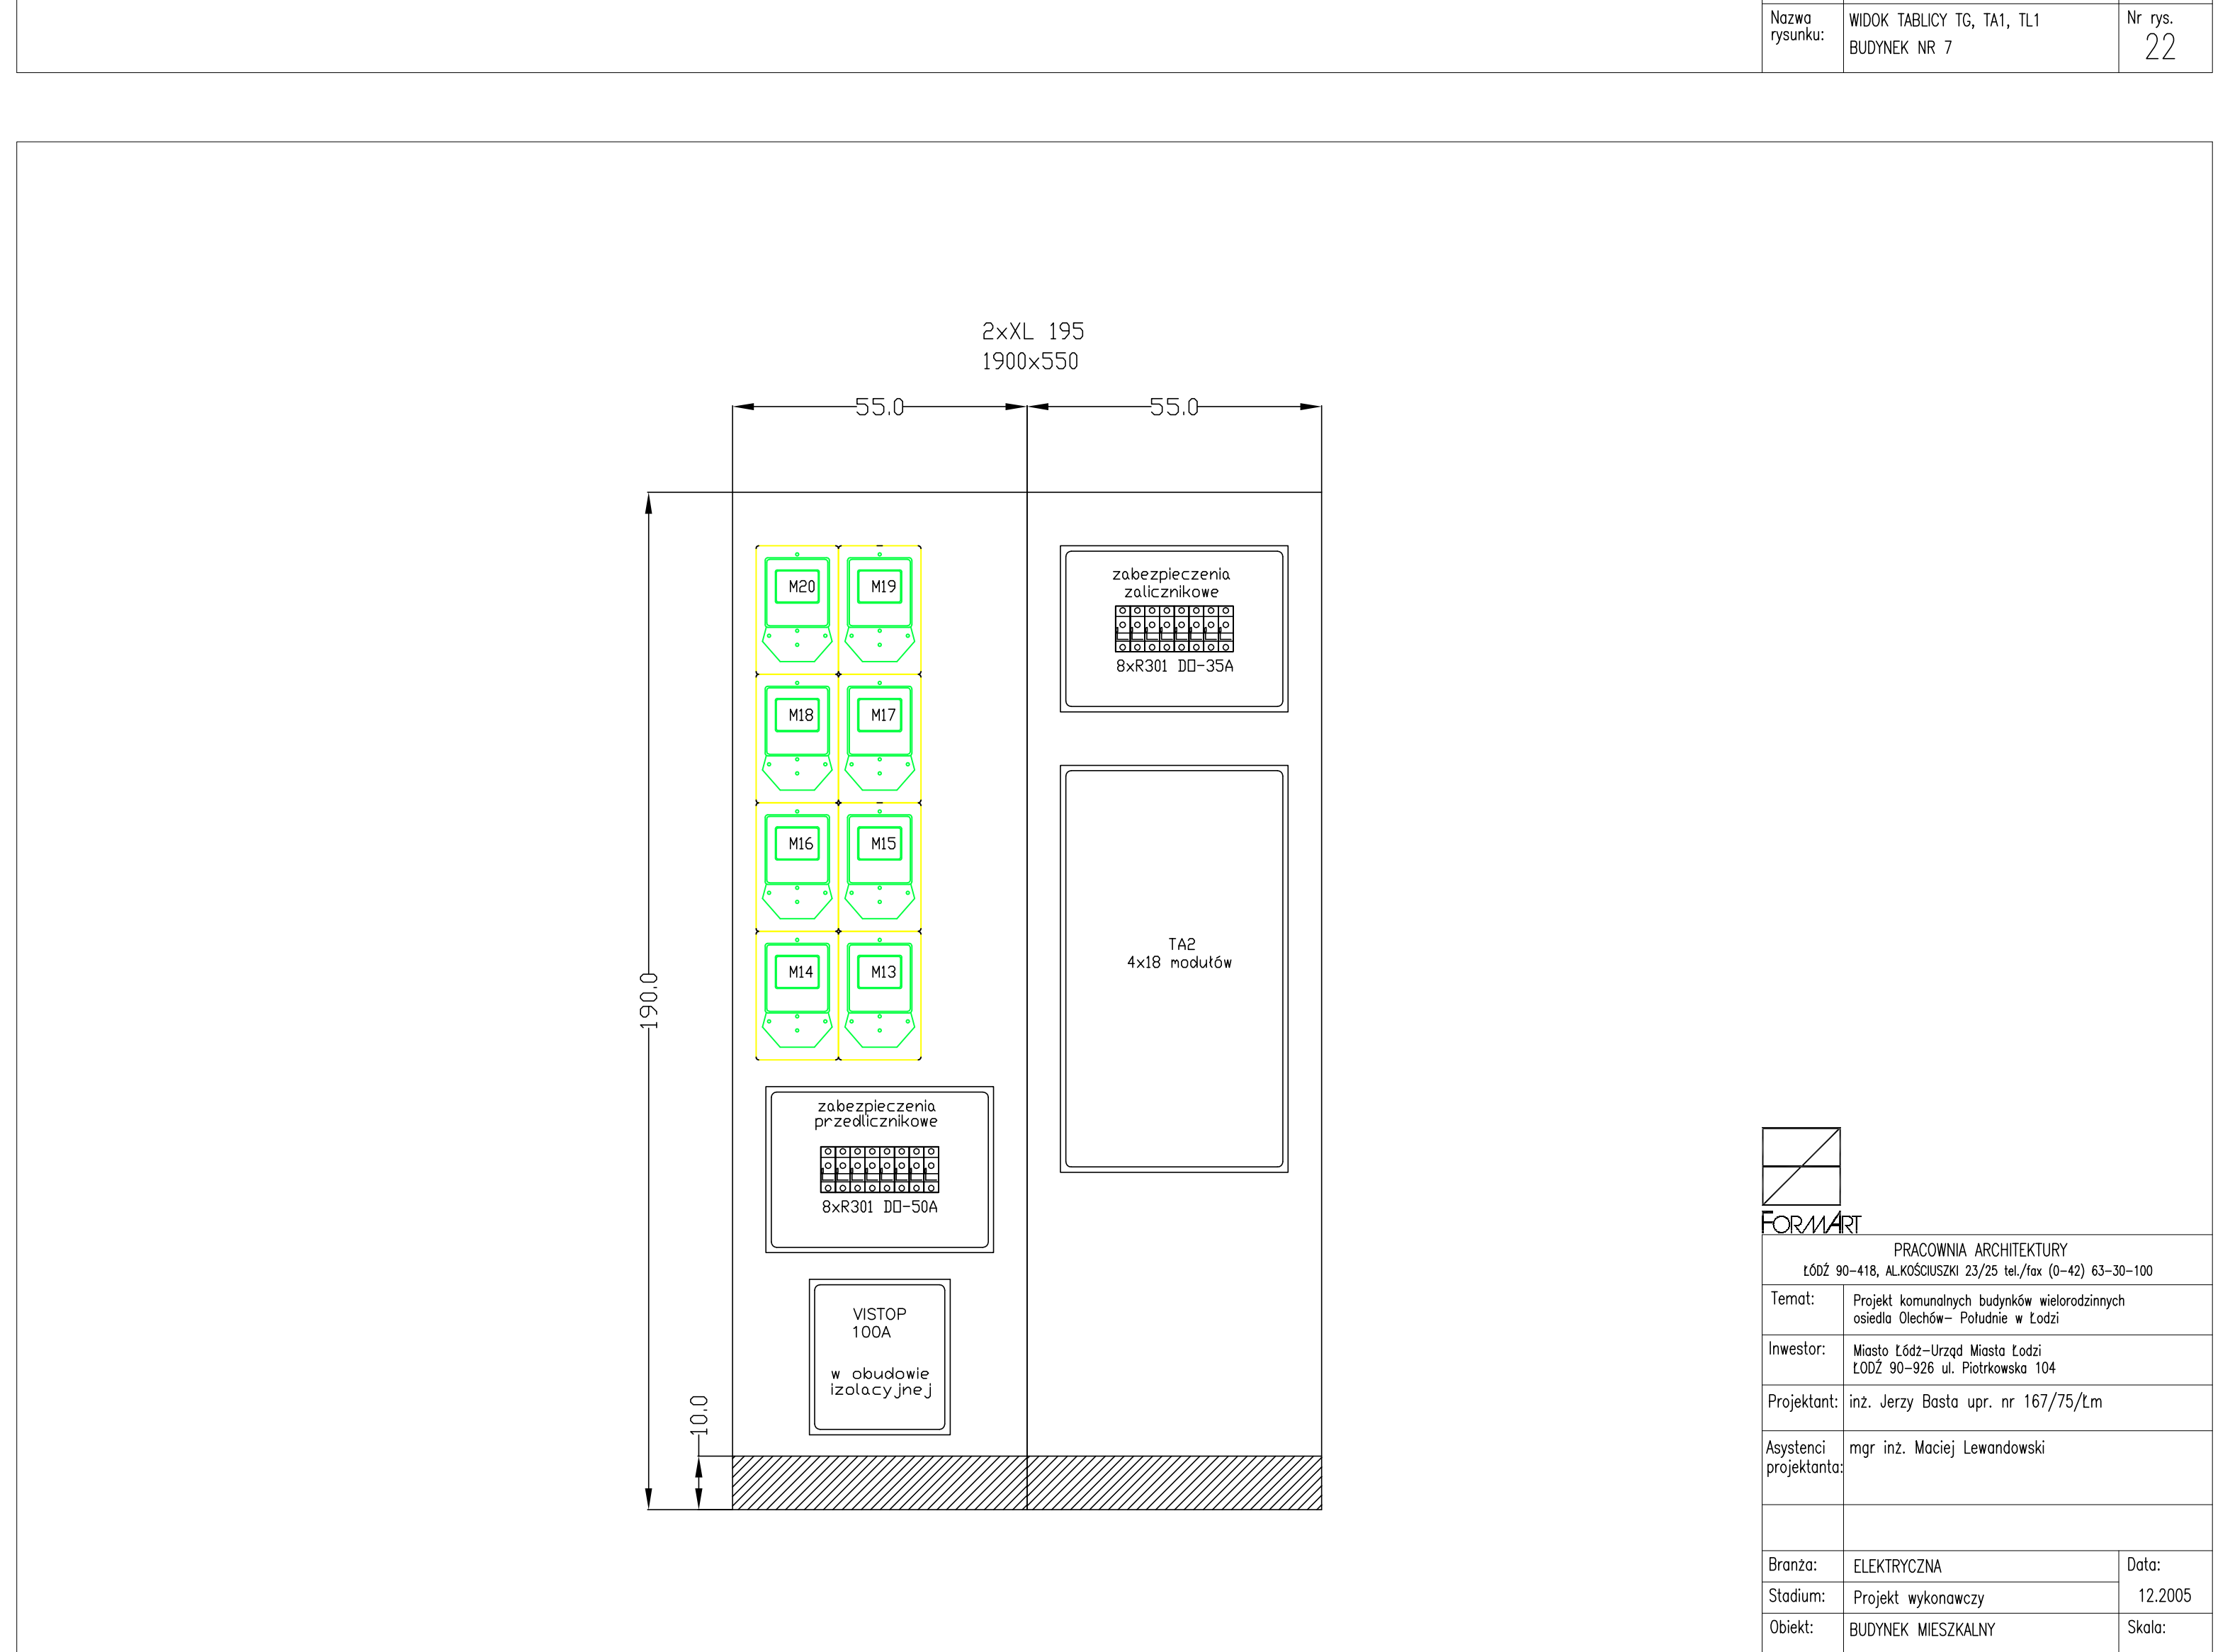 Nazwa
rysunku:
WIDOK TABLICY TG, TA1, TL1
BUDYNEK NR 7
Nr rys.
22
2xXL 195
1900x550
55.0
55.0
190.0
10.0
M20
M19
M18
M17
M16
M15
M14
M13
zabezpieczenia
zalicznikowe
8xR301 DO-35A
TA2
4x18 modułów
zabezpieczenia
przedlicznikowe
8xR301 DO-50A
VISTOP
100A
w obudowie
izolacyjnej
FORMART
PRACOWNIA ARCHITEKTURY
ŁÓDŹ 90-418, AL.KOŚCIUSZKI 23/25 tel./fax (0-42) 63-30-100
Temat:
Projekt komunalnych budynków wielorodzinnych
osiedla Olechów- Południe w Łodzi
Inwestor:
Miasto Łódż-Urząd Miasta Łodzi
ŁODŹ 90-926 ul. Piotrkowska 104
Projektant:
inż. Jerzy Basta upr. nr 167/75/Łm
Asystenci
projektanta:
mgr inż. Maciej Lewandowski
Branża:
ELEKTRYCZNA
Data:
Stadium:
Projekt wykonawczy
12.2005
Obiekt:
BUDYNEK MIESZKALNY
Skala: